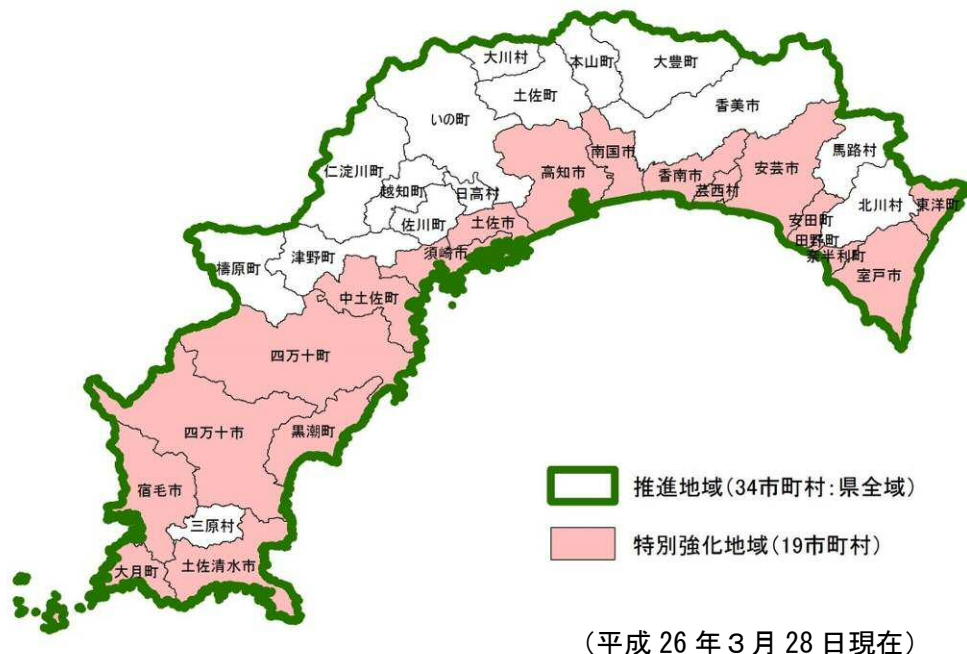 大川村
本山町
大豊町
土佐町
香美市
いの町
南国市
高知市
馬路村
安芸市
仁淀川町
香南市
芸西村
越知町
日高村
北川村
東洋町
佐川町
土佐市
安田町
田野町
奈半利町
須崎市
津野町
梼原町
室戸市
中土佐町
四万十町
四万十市
黒潮町
宿毛市
三原村
大月町
土佐清水市
推進地域(34市町村:県全域)
特別強化地域(19市町村)
(平成 26 年 3 月 28 日現在)